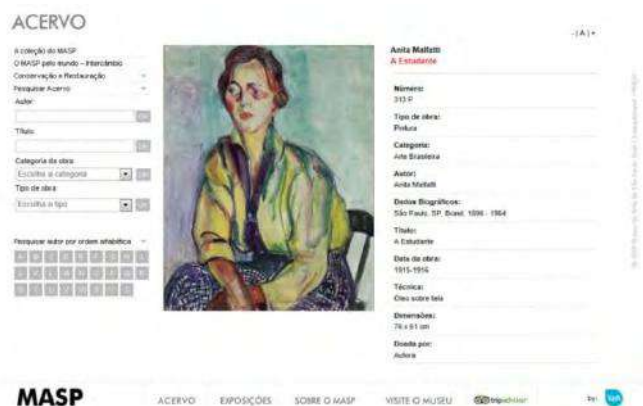 ACERVO
- | A | +
A coleção do MASP
O MASP pelo mundo – Intercâmbio
Conservação e Restauração
Pesquisar Acervo
Autor:
Título:
Categoria da obra:
Escolha a categoria
Tipo de obra:
Escolha o tipo
Pesquisar autor por ordem alfabética
Anita Malfatti
A Estudante
Número:
313 P
Tipo de obra:
Pintura
Categoria:
Arte Brasileira
Autor:
Anita Malfatti
Dados Biográficos:
São Paulo, SP, Brasil, 1896 - 1964
Título:
A Estudante
Data da obra:
1915-1916
Técnica:
Óleo sobre tela
Dimensões:
76 x 61 cm
Doada por:
Autora
MASP
ACERVO
EXPOSIÇÕES
SOBRE O MASP
VISITE O MUSEU
tripadvisor
by: